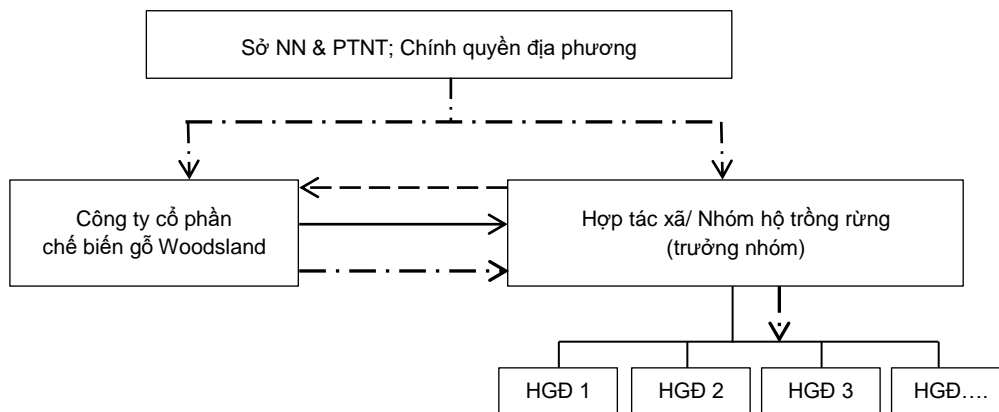 Sở NN & PTNT; Chính quyền địa phương
Công ty cổ phần
chế biến gỗ Woodsland
Hợp tác xã/ Nhóm hộ trồng rừng
(trưởng nhóm)
HGĐ 1
HGĐ 2
HGĐ 3
HGĐ….